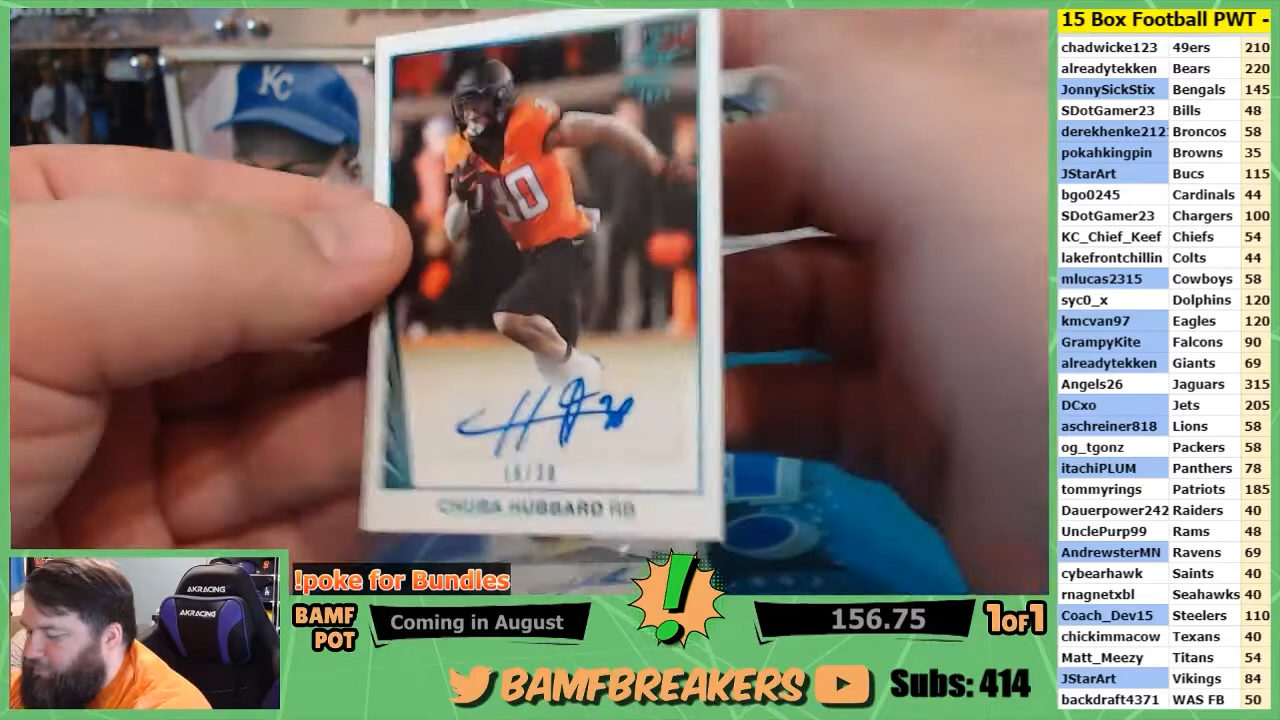 15 Box Football PWT -
chadwicke123 49ers 210
alreadytekken Bears 220
JonnySickStix Bengals 145
SDotGamer23 Bills 48
derekhenke212 Broncos 58
pokahkingpin Browns 35
JStarArt Bucs 115
bgo0245 Cardinals 44
SDotGamer23 Chargers 100
KC_Chief_Keef Chiefs 54
lakefrontchillin Colts 44
mlucas2315 Cowboys 58
syc0_x Dolphins 120
kmcvan97 Eagles 120
GrampyKite Falcons 90
alreadytekken Giants 69
Angels26 Jaguars 315
DCxo Jets 205
aschreiner818 Lions 58
og_tgonz Packers 58
itachiPLUM Panthers 78
tommyrings Patriots 185
Dauerpower242 Raiders 40
UnclePurp99 Rams 48
AndrewsterMN Ravens 69
cybearhawk Saints 40
rnagnetxbl Seahawks 40
Coach_Dev15 Steelers 110
chickimmacow Texans 40
Matt_Meezy Titans 54
JStarArt Vikings 84
backdraft4371 WAS FB 50
KC
30
30
CHUBA HUBBARD RB
AKRACING
AKRACING
!poke for Bundles
BAMF
POT
Coming in August
!
156.75
1OF1
BAMFBREAKERS
Subs: 414